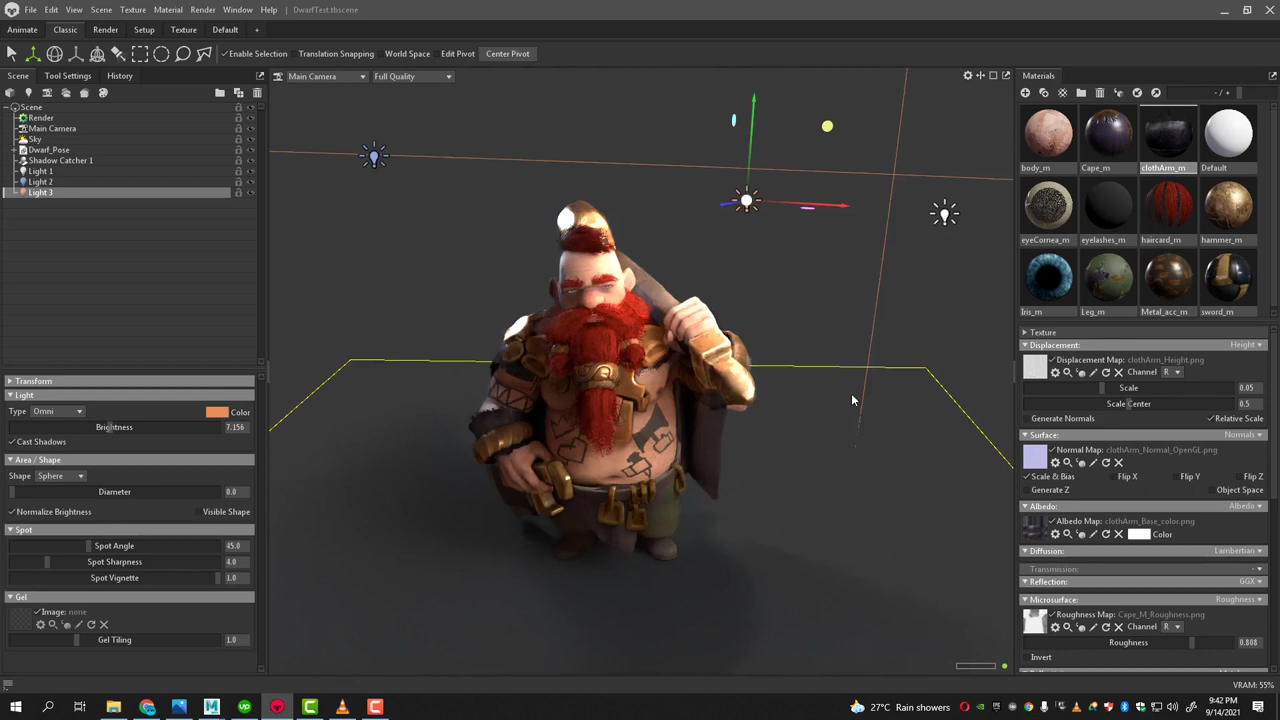 File Edit View Scene Texture Material Render Window Help DwarfTest.tbscene
Animate Classic Render Setup Texture Default +
Enable Selection Translation Snapping World Space Edit Pivot Center Pivot
Scene Tool Settings History
Main Camera Full Quality
Materials
Scene
Render
Main Camera
Sky
Dwarf_Pose
Shadow Catcher 1
Light 1
Light 2
Light 3
- / +
body_m Cape_m clothArm_m Default
eyeCornea_m eyelashes_m haircard_m hammer_m
Iris_m Leg_m Metal_acc_m sword_m
Transform
Light
Type Omni Color
Brightness 7.156
Cast Shadows
Area / Shape
Shape Sphere
Diameter 0.0
Normalize Brightness Visible Shape
Spot
Spot Angle 45.0
Spot Sharpness 4.0
Spot Vignette 1.0
Gel
Image: none
Gel Tiling 1.0
Texture
Displacement: Height
Displacement Map: clothArm_Height.png
Channel R
Scale 0.05
Scale Center 0.5
Generate Normals Relative Scale
Surface: Normals
Normal Map: clothArm_Normal_OpenGL.png
Scale & Bias Flip X Flip Y Flip Z
Generate Z Object Space
Albedo: Albedo
Albedo Map: clothArm_Base_color.png
Color
Diffusion: Lambertian
Transmission:
Reflection: GGX
Microsurface: Roughness
Roughness Map: Cape_M_Roughness.png
Channel R
Roughness 0.808
Invert
VRAM: 55%
27°C Rain showers
9:42 PM
9/14/2021